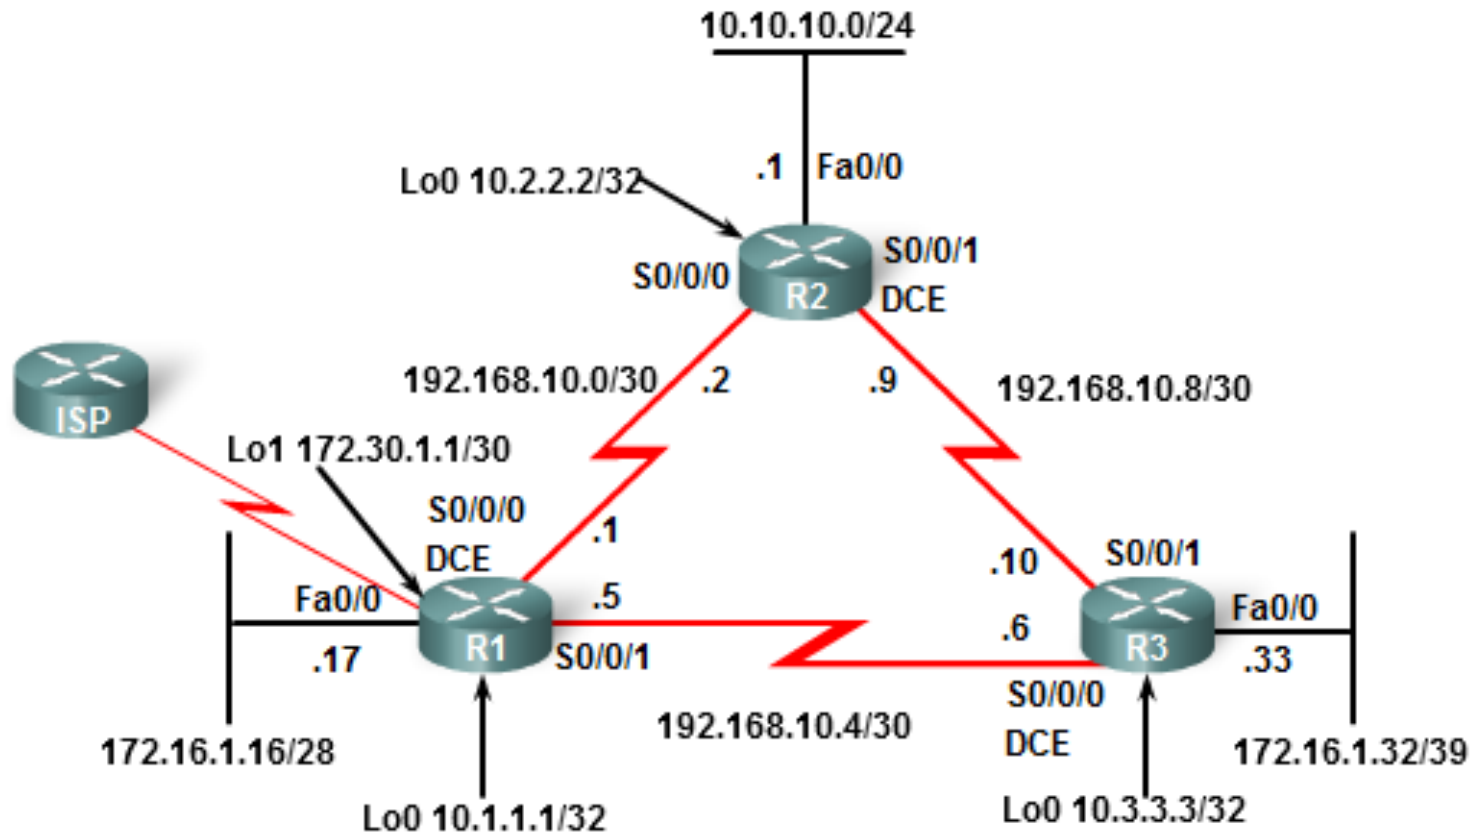 10.10.10.0/24
.1 Fa0/0
Lo0 10.2.2.2/32
S0/0/1
S0/0/0
R2
DCE
192.168.10.0/30
.2
.9
192.168.10.8/30
ISP
Lo1 172.30.1.1/30
S0/0/0
DCE
.1
.10
S0/0/1
Fa0/0
.5
.6
Fa0/0
R1
S0/0/1
R3
.17
.33
S0/0/0
DCE
192.168.10.4/30
172.16.1.16/28
172.16.1.32/39
Lo0 10.1.1.1/32
Lo0 10.3.3.3/32